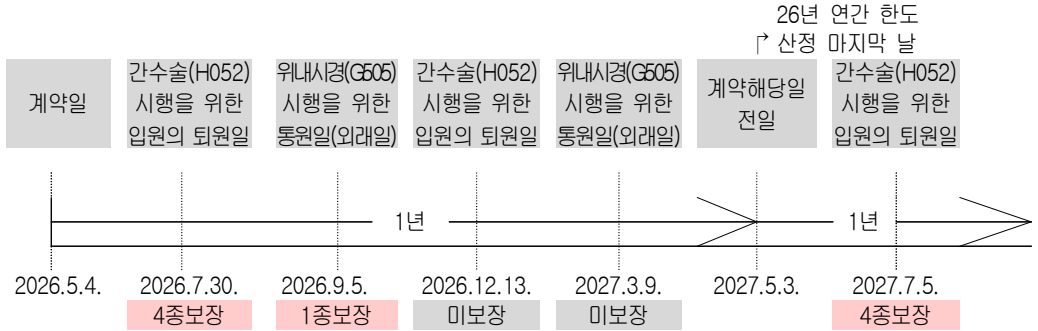 26년 연간 한도
┌▶ 산정 마지막 날
계약일
간수술(H052)
시행을 위한
입원의 퇴원일
위내시경(G505)
시행을 위한
통원일(외래일)
간수술(H052)
시행을 위한
입원의 퇴원일
위내시경(G505)
시행을 위한
통원일(외래일)
계약해당일
전일
간수술(H052)
시행을 위한
입원의 퇴원일
1년
1년
2026.5.4.
2026.7.30.
2026.9.5.
2026.12.13.
2027.3.9.
2027.5.3.
2027.7.5.
4종보장
1종보장
미보장
미보장
4종보장